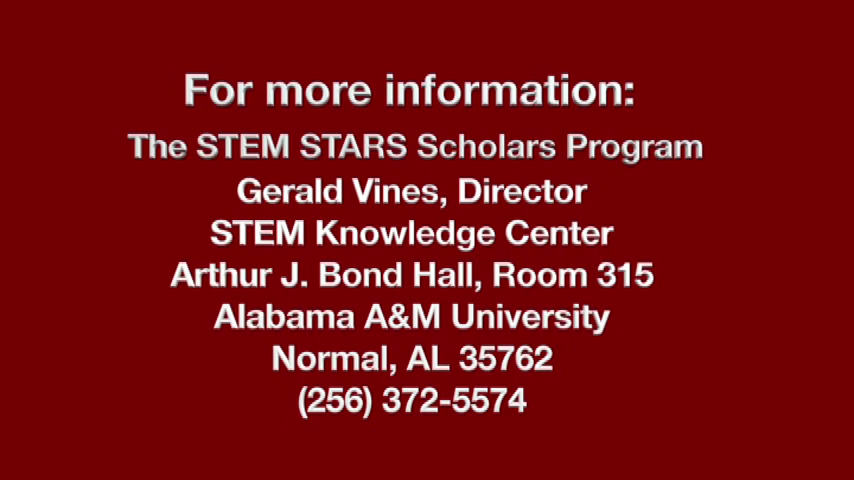 For more information:
The STEM STARS Scholars Program
Gerald Vines, Director
STEM Knowledge Center
Arthur J. Bond Hall, Room 315
Alabama A&M University
Normal, AL 35762
(256) 372-5574